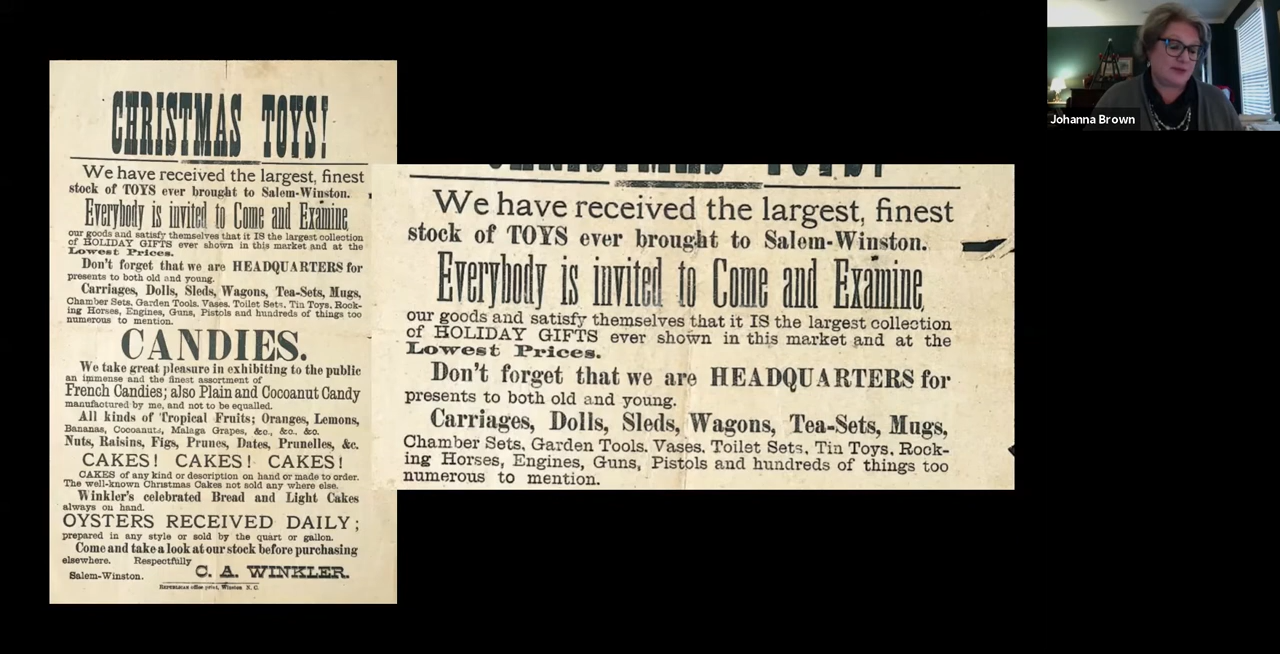 CHRISTMAS TOYS!
We have received the largest, finest
stock of TOYS ever brought to Salem-Winston.
Everybody is invited to Come and Examine,
our goods and satisfy themselves that it IS the largest collection
of HOLIDAY GIFTS ever shown in this market and at the
Lowest Prices.
Don't forget that we are HEADQUARTERS for
presents to both old and young.
Carriages, Dolls, Sleds, Wagons, Tea-Sets, Mugs,
Chamber Sets, Garden Tools, Vases, Toilet Sets, Tin Toys, Rock-
ing Horses, Engines, Guns, Pistols and hundreds of things too
numerous to mention.
CANDIES.
We take great pleasure in exhibiting to the public
an immense and the finest assortment of
French Candies; also Plain and Cocoanut Candy
manufactured by me, and not to be equalled.
All kinds of Tropical Fruits; Oranges, Lemons,
Bananas, Cocoanuts, Malaga Grapes, &c., &c., &c.
Nuts, Raisins, Figs, Prunes, Dates, Prunelles, &c.
CAKES! CAKES! CAKES!
CAKES of any kind or description on hand or made to order.
The well-known Christmas Cakes not sold any where else.
Winkler's celebrated Bread and Light Cakes
always on hand.
OYSTERS RECEIVED DAILY;
prepared in any style or sold by the quart or gallon.
Come and take a look at our stock before purchasing
elsewhere. Respectfully
C. A. WINKLER.
Salem-Winston.
REPUBLICAN office print, Winston N. C.
CHRISTMAS TOYS!
We have received the largest, finest
stock of TOYS ever brought to Salem-Winston.
Everybody is invited to Come and Examine,
our goods and satisfy themselves that it IS the largest collection
of HOLIDAY GIFTS ever shown in this market and at the
Lowest Prices.
Don't forget that we are HEADQUARTERS for
presents to both old and young.
Carriages, Dolls, Sleds, Wagons, Tea-Sets, Mugs,
Chamber Sets, Garden Tools, Vases, Toilet Sets, Tin Toys, Rock-
ing Horses, Engines, Guns, Pistols and hundreds of things too
numerous to mention.
Johanna Brown